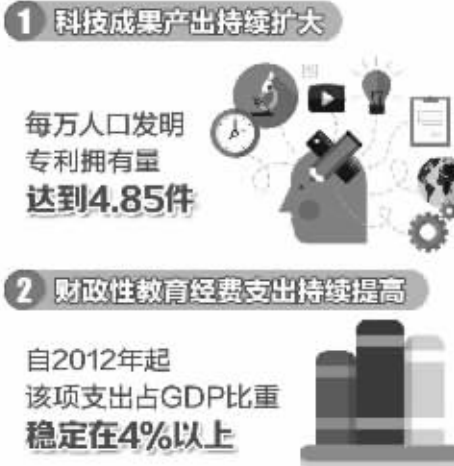 1 科技成果产出持续扩大
每万人口发明
专利拥有量
达到4.85件
2 财政性教育经费支出持续提高
自2012年起
该项支出占GDP比重
稳定在4%以上